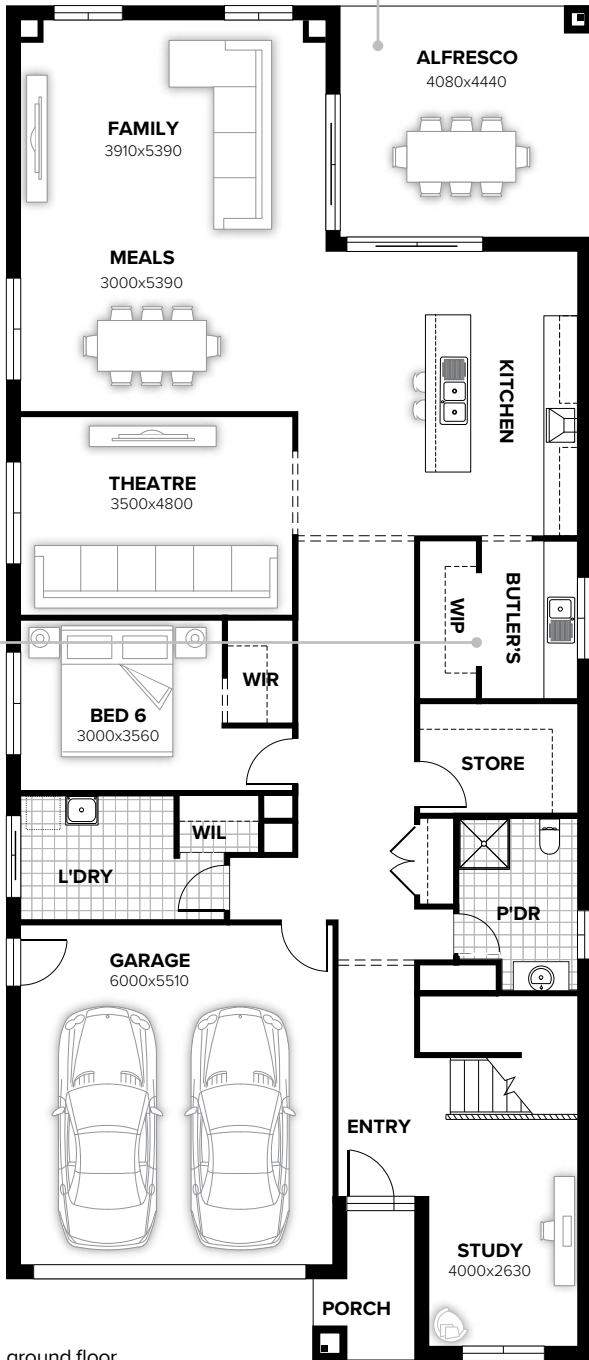 ALFRESCO
4080x4440
FAMILY
3910x5390
MEALS
3000x5390
KITCHEN
THEATRE
3500x4800
WIP
BUTLER'S
WIR
BED 6
3000x3560
STORE
WIL
L'DRY
P'DR
GARAGE
6000x5510
ENTRY
STUDY
4000x2630
PORCH
ground floor